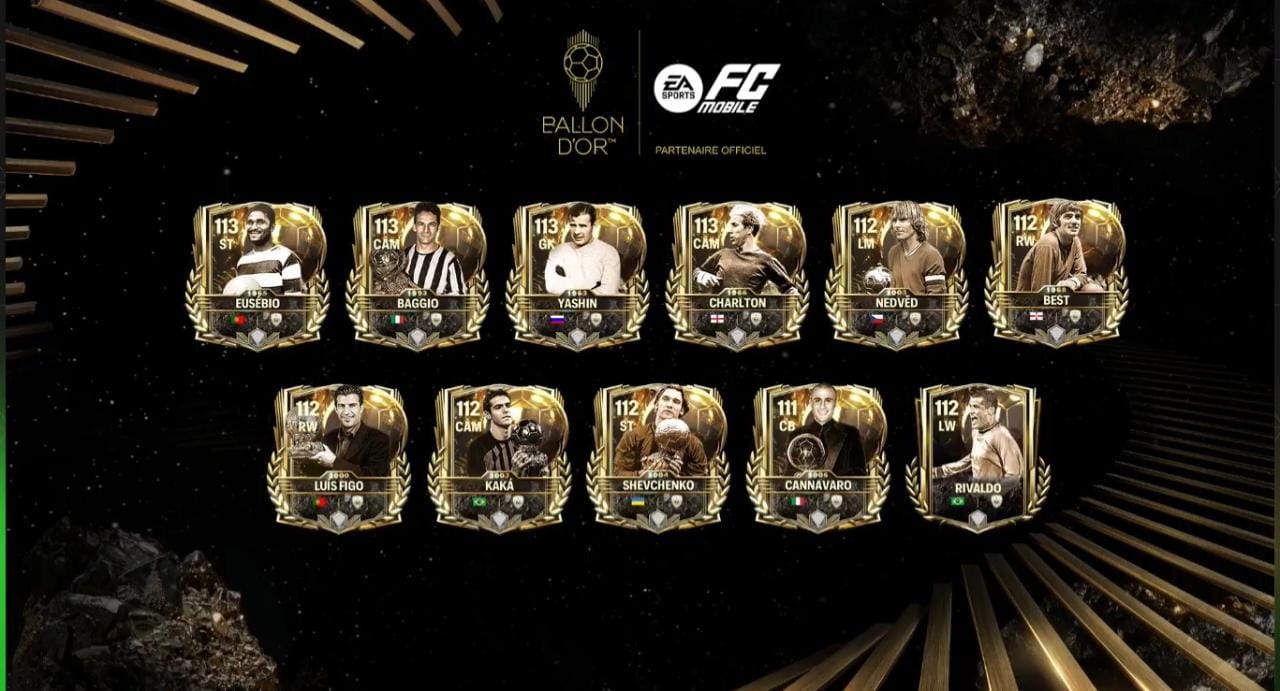 BALLON
D'OR™
EA
SPORTS
FC
MOBILE
PARTENAIRE OFFICIEL
113
ST
EUSÉBIO
113
CAM
BAGGIO
113
GK
YASHIN
113
CAM
CHARLTON
112
LM
NEDVĚD
112
RW
BEST
112
RW
LUÍS FIGO
112
CAM
KAKÁ
112
ST
SHEVCHENKO
111
CB
CANNAVARO
112
LW
RIVALDO